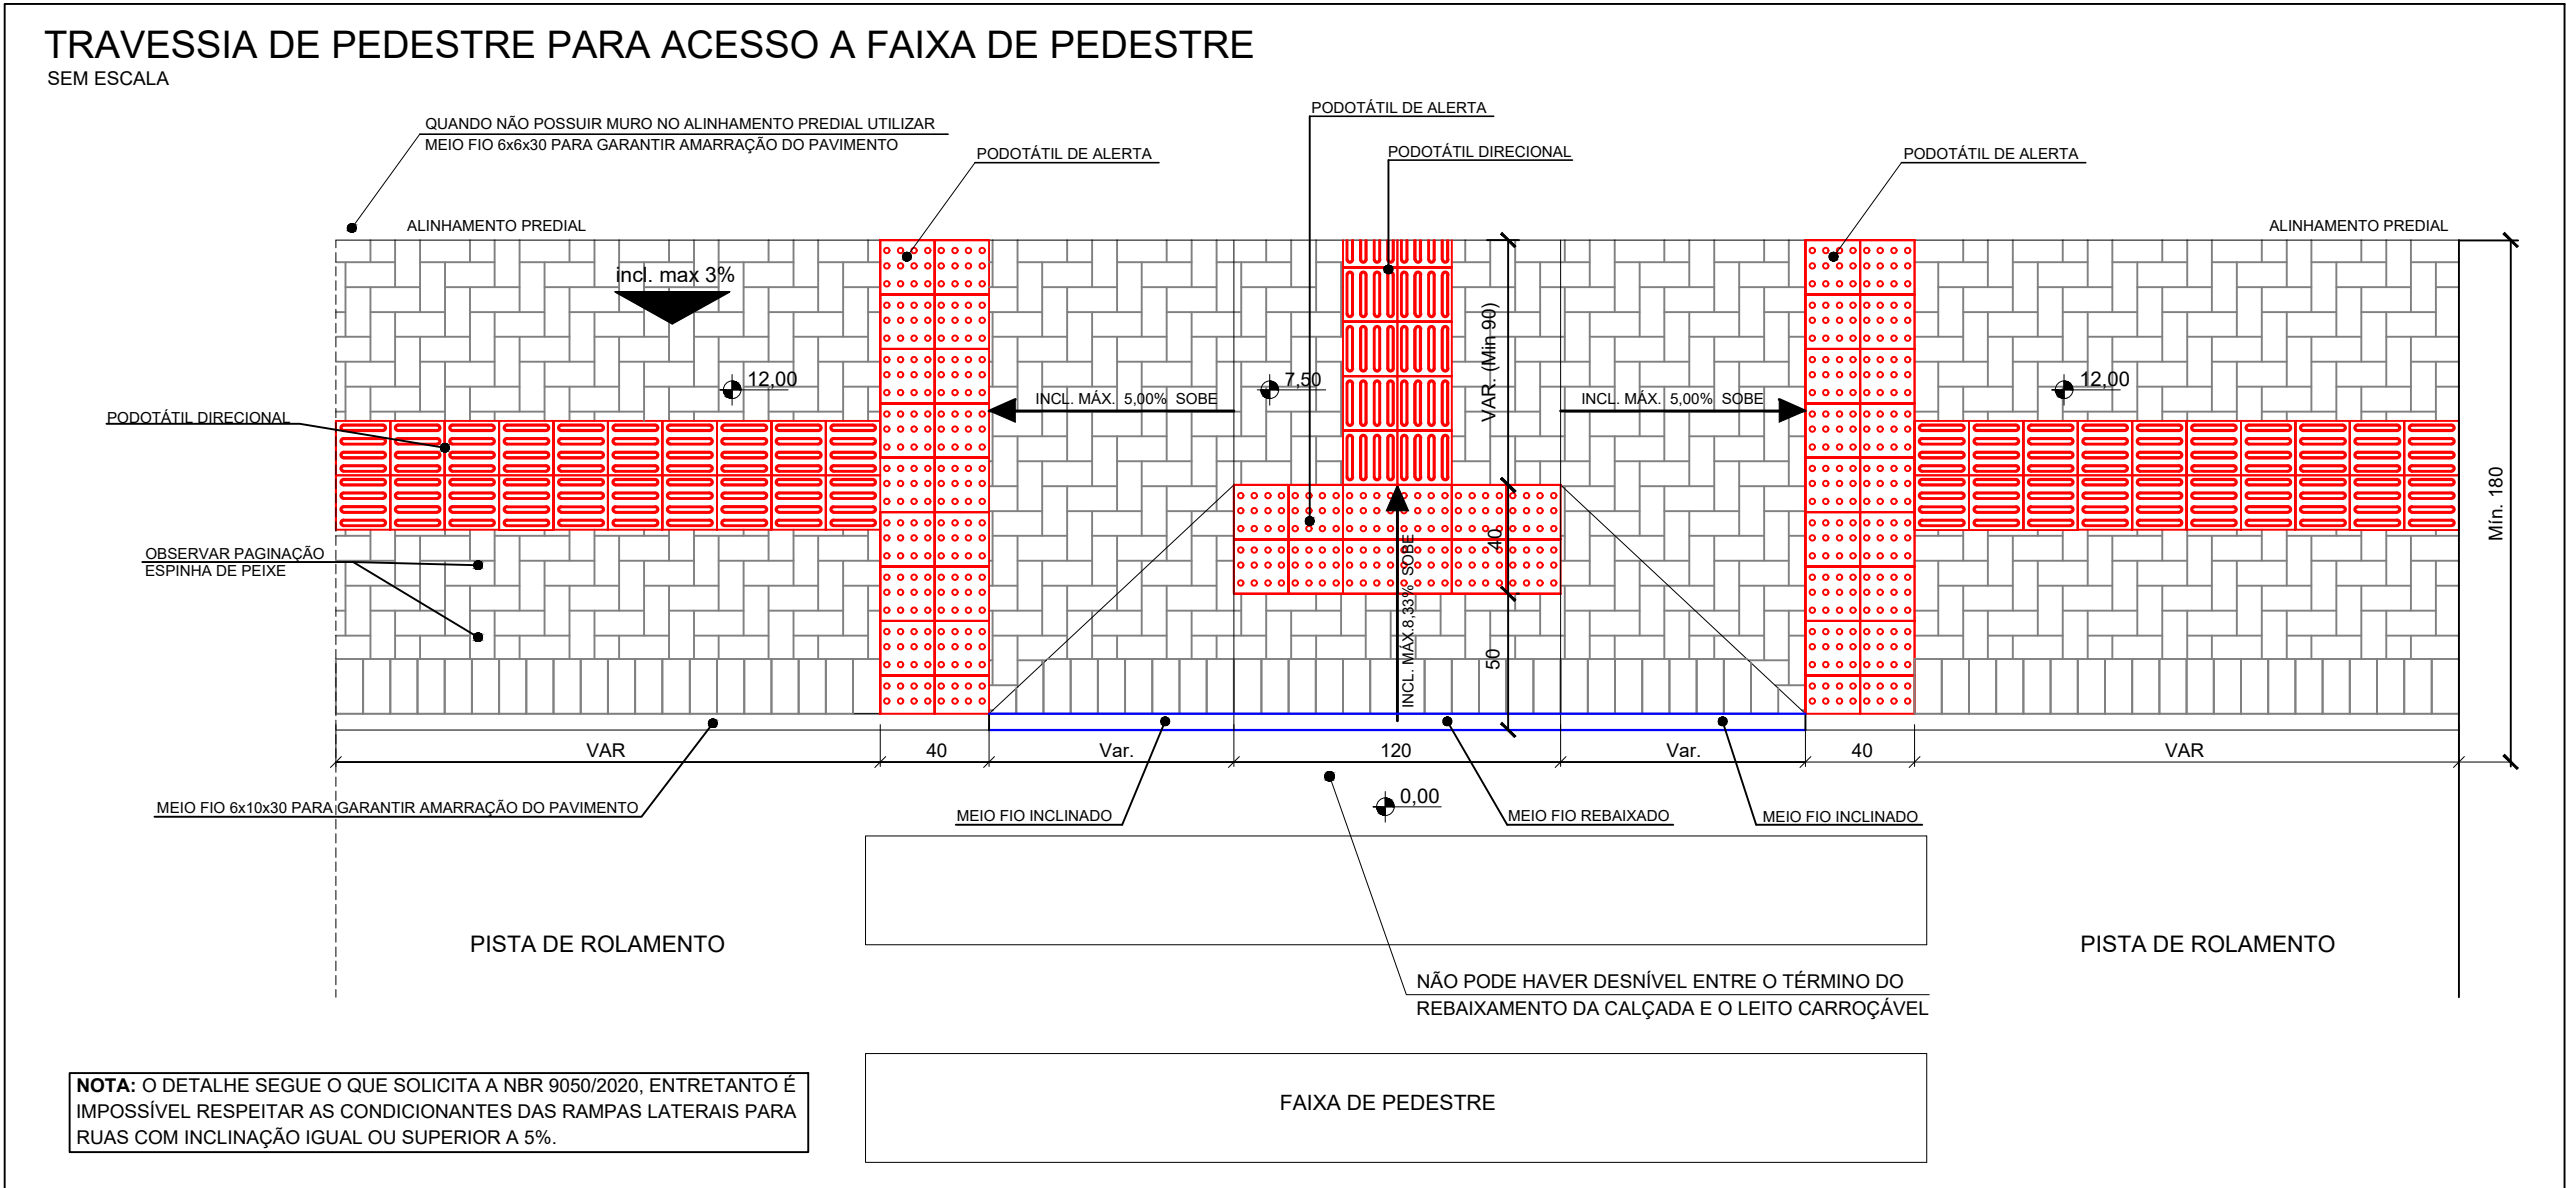 TRAVESSIA DE PEDESTRE PARA ACESSO A FAIXA DE PEDESTRE
SEM ESCALA
QUANDO NÃO POSSUIR MURO NO ALINHAMENTO PREDIAL UTILIZAR
MEIO FIO 6x6x30 PARA GARANTIR AMARRAÇÃO DO PAVIMENTO
PODOTÁTIL DE ALERTA
PODOTÁTIL DE ALERTA
PODOTÁTIL DIRECIONAL
PODOTÁTIL DE ALERTA
ALINHAMENTO PREDIAL
ALINHAMENTO PREDIAL
incl. max 3%
12,00
7,50
12,00
VAR. (Min 90)
INCL. MÁX. 5,00% SOBE
INCL. MÁX. 5,00% SOBE
PODOTÁTIL DIRECIONAL
Mín. 180
40
INCL. MÁX.8,33% SOBE
OBSERVAR PAGINAÇÃO
ESPINHA DE PEIXE
50
VAR
40
Var.
120
Var.
40
VAR
MEIO FIO 6x10x30 PARA GARANTIR AMARRAÇÃO DO PAVIMENTO
MEIO FIO INCLINADO
0,00
MEIO FIO REBAIXADO
MEIO FIO INCLINADO
PISTA DE ROLAMENTO
PISTA DE ROLAMENTO
NÃO PODE HAVER DESNÍVEL ENTRE O TÉRMINO DO
REBAIXAMENTO DA CALÇADA E O LEITO CARROÇÁVEL
NOTA: O DETALHE SEGUE O QUE SOLICITA A NBR 9050/2020, ENTRETANTO É
IMPOSSÍVEL RESPEITAR AS CONDICIONANTES DAS RAMPAS LATERAIS PARA
RUAS COM INCLINAÇÃO IGUAL OU SUPERIOR A 5%.
FAIXA DE PEDESTRE